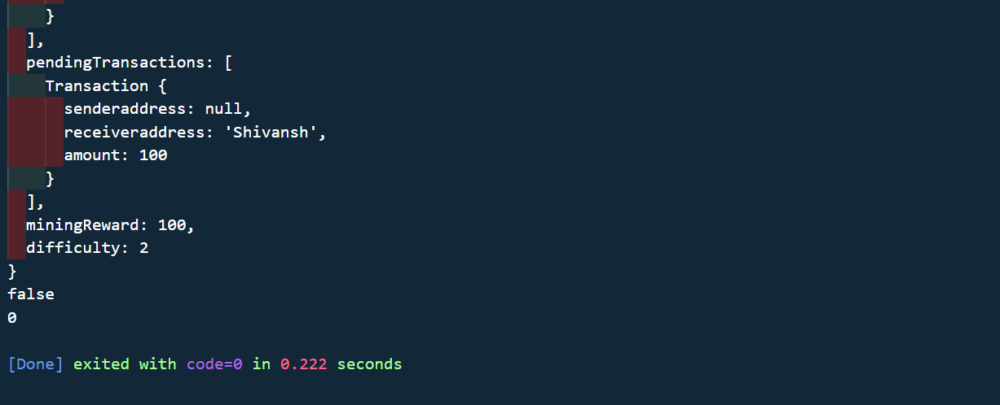 }
],
pendingTransactions: [
Transaction {
senderaddress: null,
receiveraddress: 'Shivansh',
amount: 100
}
],
miningReward: 100,
difficulty: 2
}
false
0
[Done] exited with code=0 in 0.222 seconds